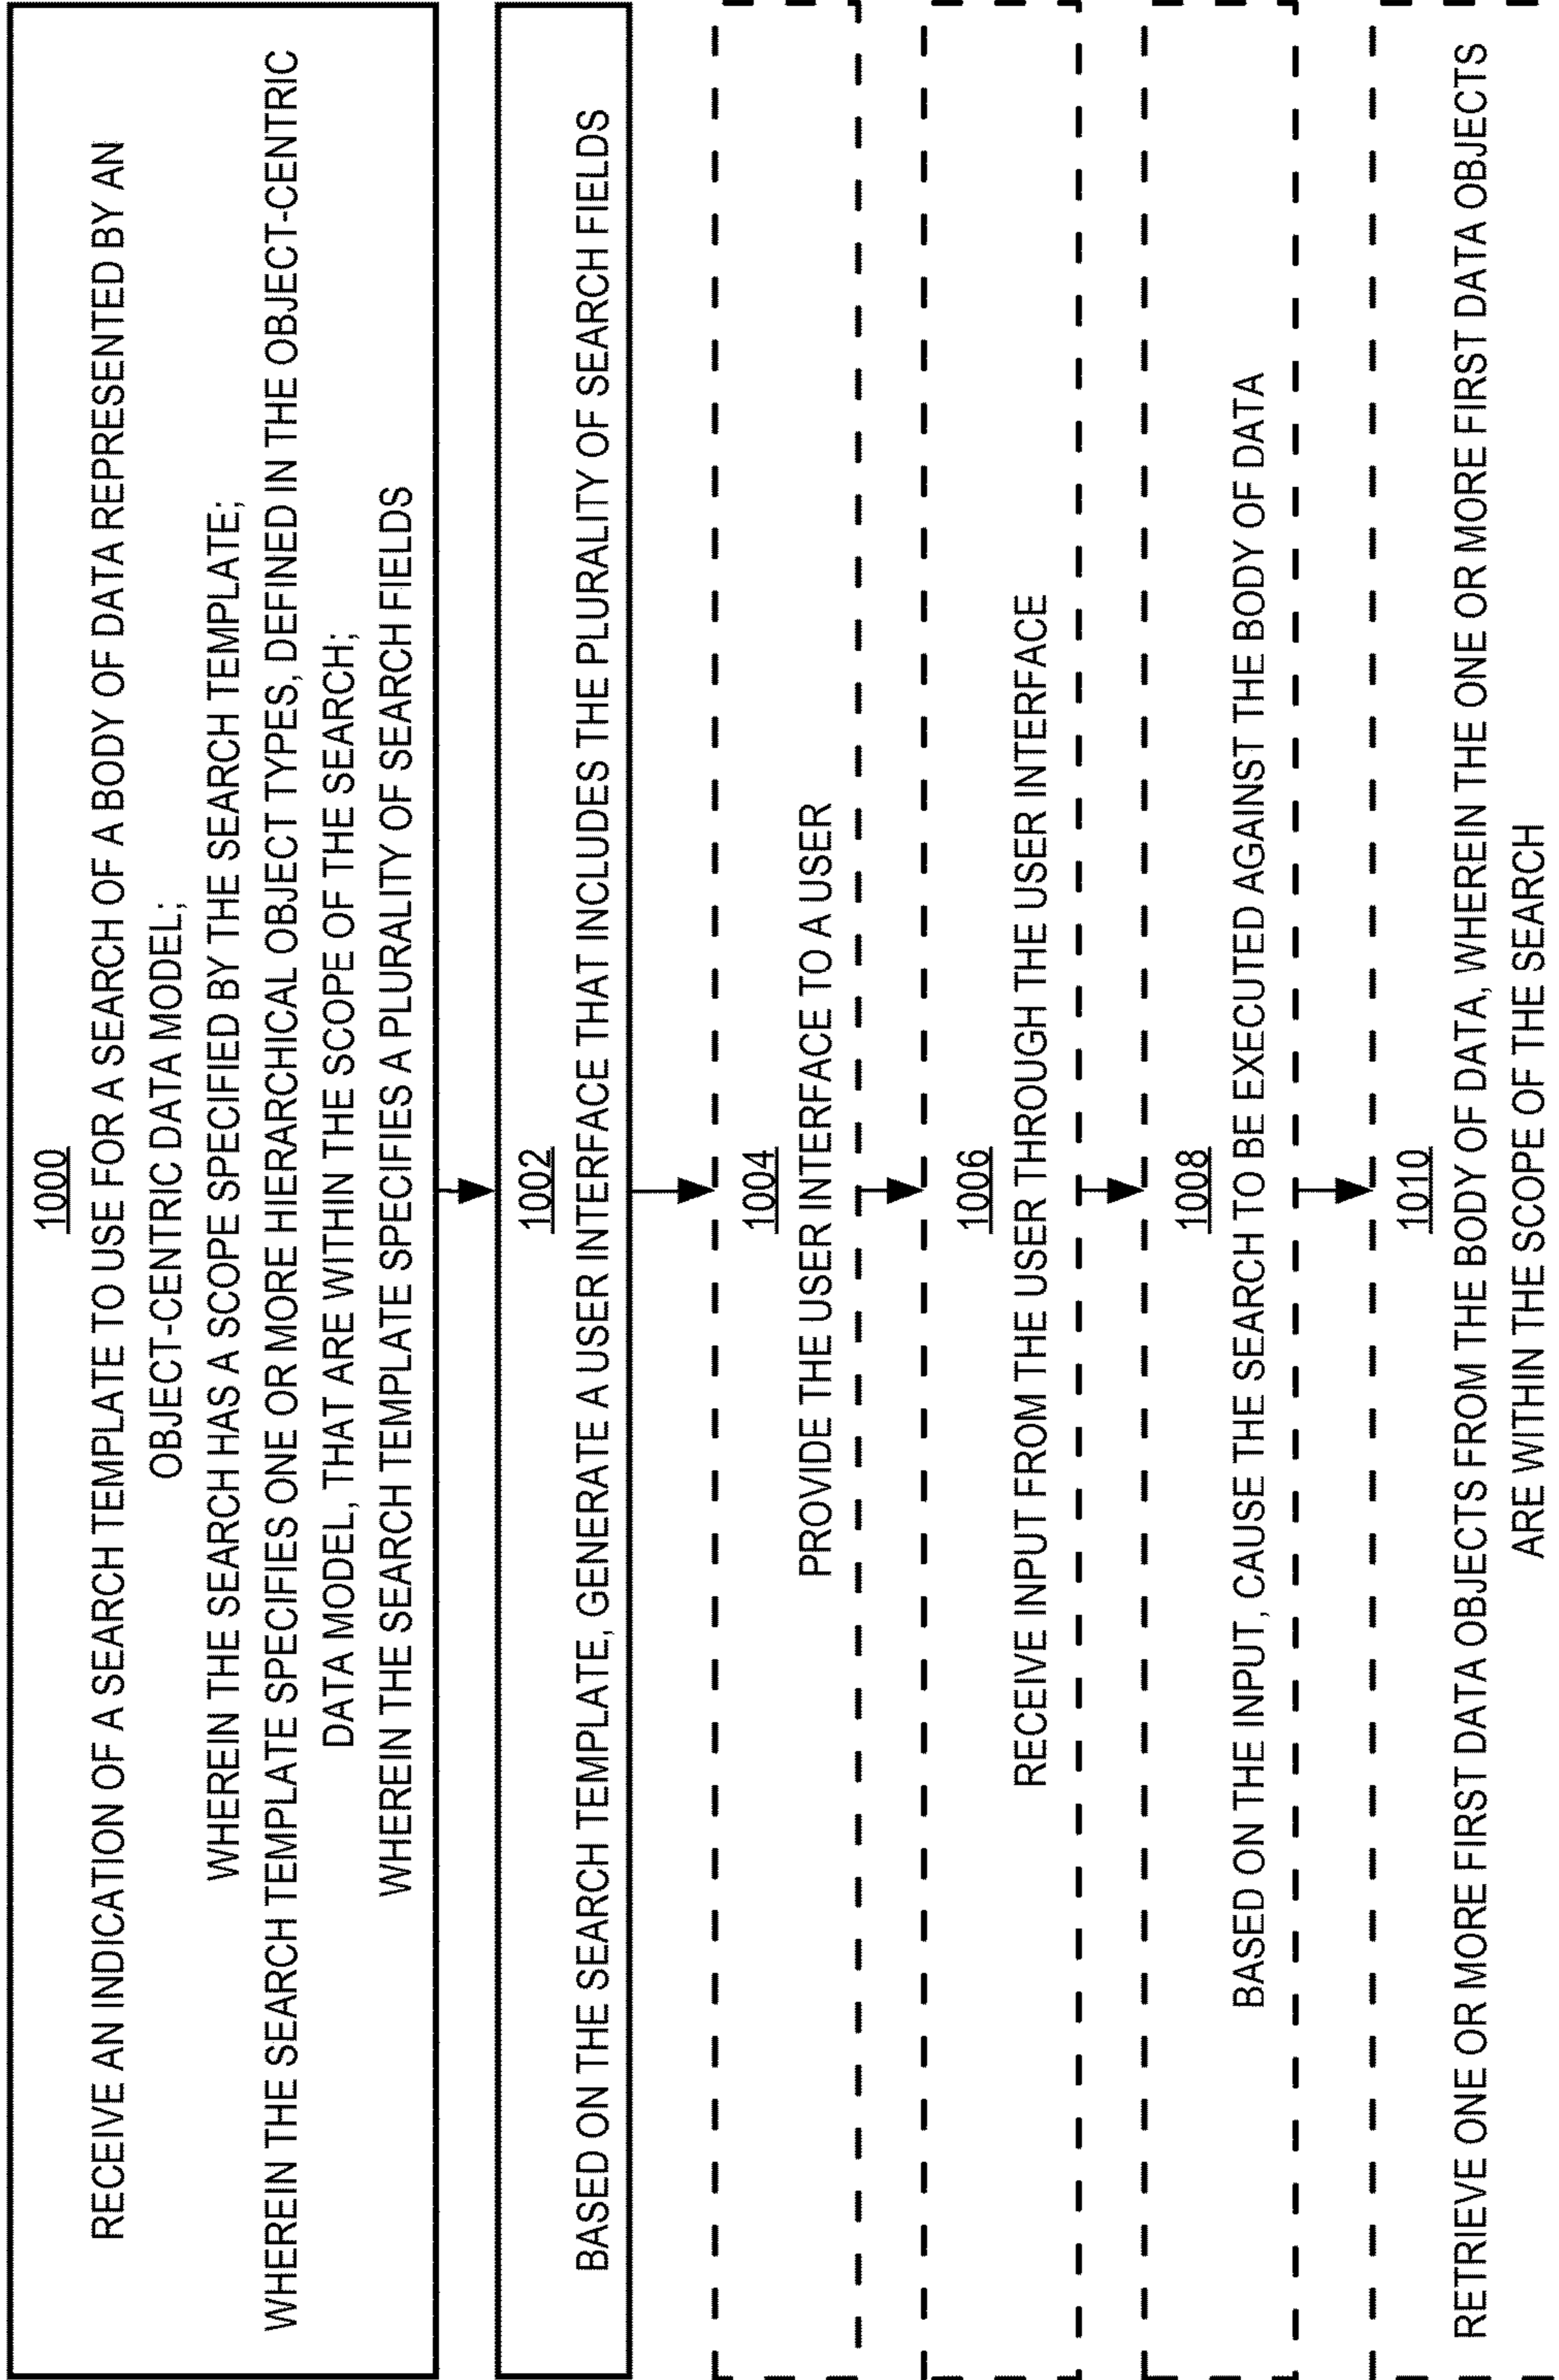 1000
RECEIVE AN INDICATION OF A SEARCH TEMPLATE TO USE FOR A SEARCH OF A BODY OF DATA REPRESENTED BY AN
OBJECT-CENTRIC DATA MODEL;
WHEREIN THE SEARCH HAS A SCOPE SPECIFIED BY THE SEARCH TEMPLATE;
WHEREIN THE SEARCH TEMPLATE SPECIFIES ONE OR MORE HIERARCHICAL OBJECT TYPES, DEFINED IN THE OBJECT-CENTRIC
DATA MODEL, THAT ARE WITHIN THE SCOPE OF THE SEARCH;
WHEREIN THE SEARCH TEMPLATE SPECIFIES A PLURALITY OF SEARCH FIELDS
1002
BASED ON THE SEARCH TEMPLATE, GENERATE A USER INTERFACE THAT INCLUDES THE PLURALITY OF SEARCH FIELDS
1004
PROVIDE THE USER INTERFACE TO A USER
1006
RECEIVE INPUT FROM THE USER THROUGH THE USER INTERFACE
1008
BASED ON THE INPUT, CAUSE THE SEARCH TO BE EXECUTED AGAINST THE BODY OF DATA
1010
RETRIEVE ONE OR MORE FIRST DATA OBJECTS FROM THE BODY OF DATA, WHEREIN THE ONE OR MORE FIRST DATA OBJECTS
ARE WITHIN THE SCOPE OF THE SEARCH